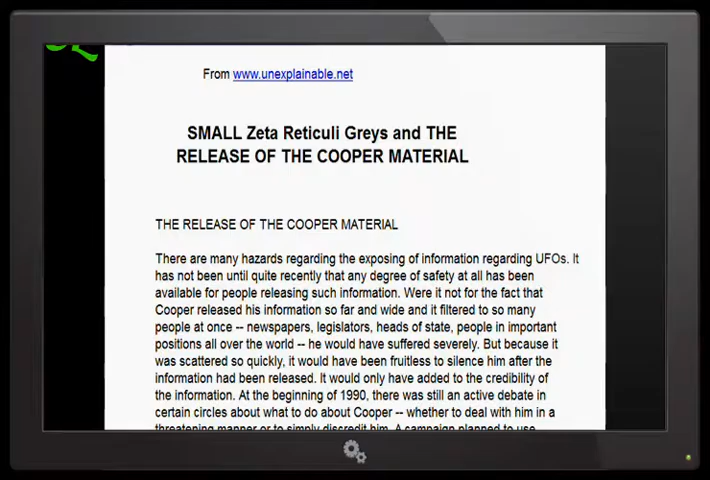 From www.unexplainable.net
SMALL Zeta Reticuli Greys and THE
RELEASE OF THE COOPER MATERIAL
THE RELEASE OF THE COOPER MATERIAL
There are many hazards regarding the exposing of information regarding UFOs. It
has not been until quite recently that any degree of safety at all has been
available for people releasing such information. Were it not for the fact that
Cooper released his information so far and wide and it filtered to so many
people at once -- newspapers, legislators, heads of state, people in important
positions all over the world -- he would have suffered severely. But because it
was scattered so quickly, it would have been fruitless to silence him after the
information had been released. It would only have added to the credibility of
the information. At the beginning of 1990, there was still an active debate in
certain circles about what to do about Cooper -- whether to deal with him in a
threatening manner or to simply discredit him. A campaign planned to use